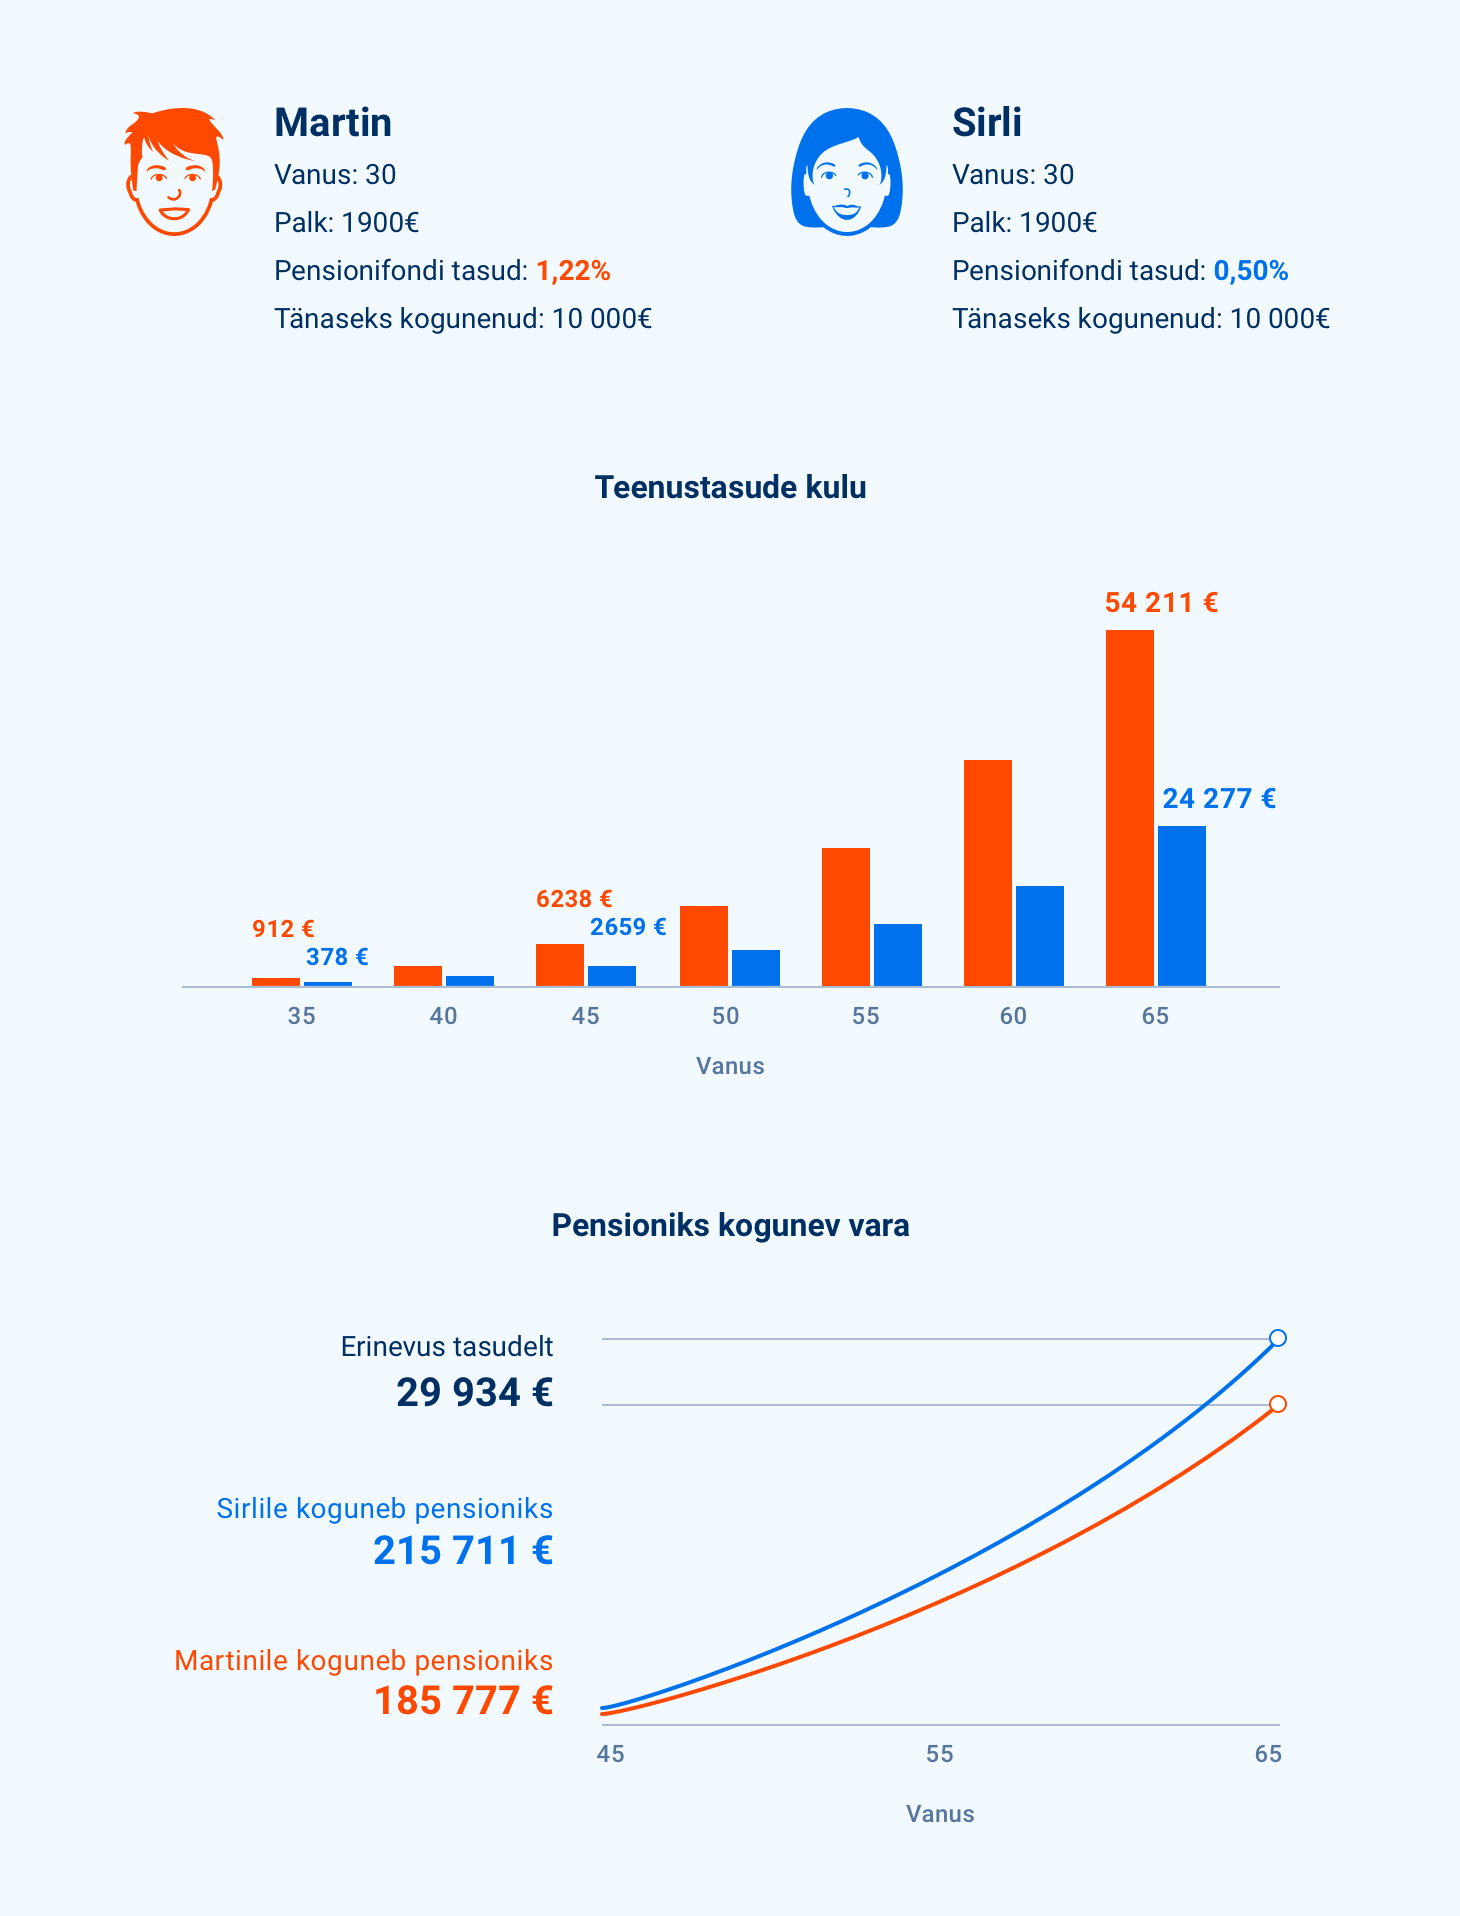 Martin
Vanus: 30
Palk: 1900€
Pensionifondi tasud: 1,22%
Tänaseks kogunenud: 10 000€
Sirli
Vanus: 30
Palk: 1900€
Pensionifondi tasud: 0,50%
Tänaseks kogunenud: 10 000€
Teenustasude kulu
54 211 €
24 277 €
6238 €
2659 €
912 €
378 €
35 40 45 50 55 60 65
Vanus
Pensioniks kogunev vara
Erinevus tasudelt
29 934 €
Sirlile koguneb pensioniks
215 711 €
Martinile koguneb pensioniks
185 777 €
45 55 65
Vanus